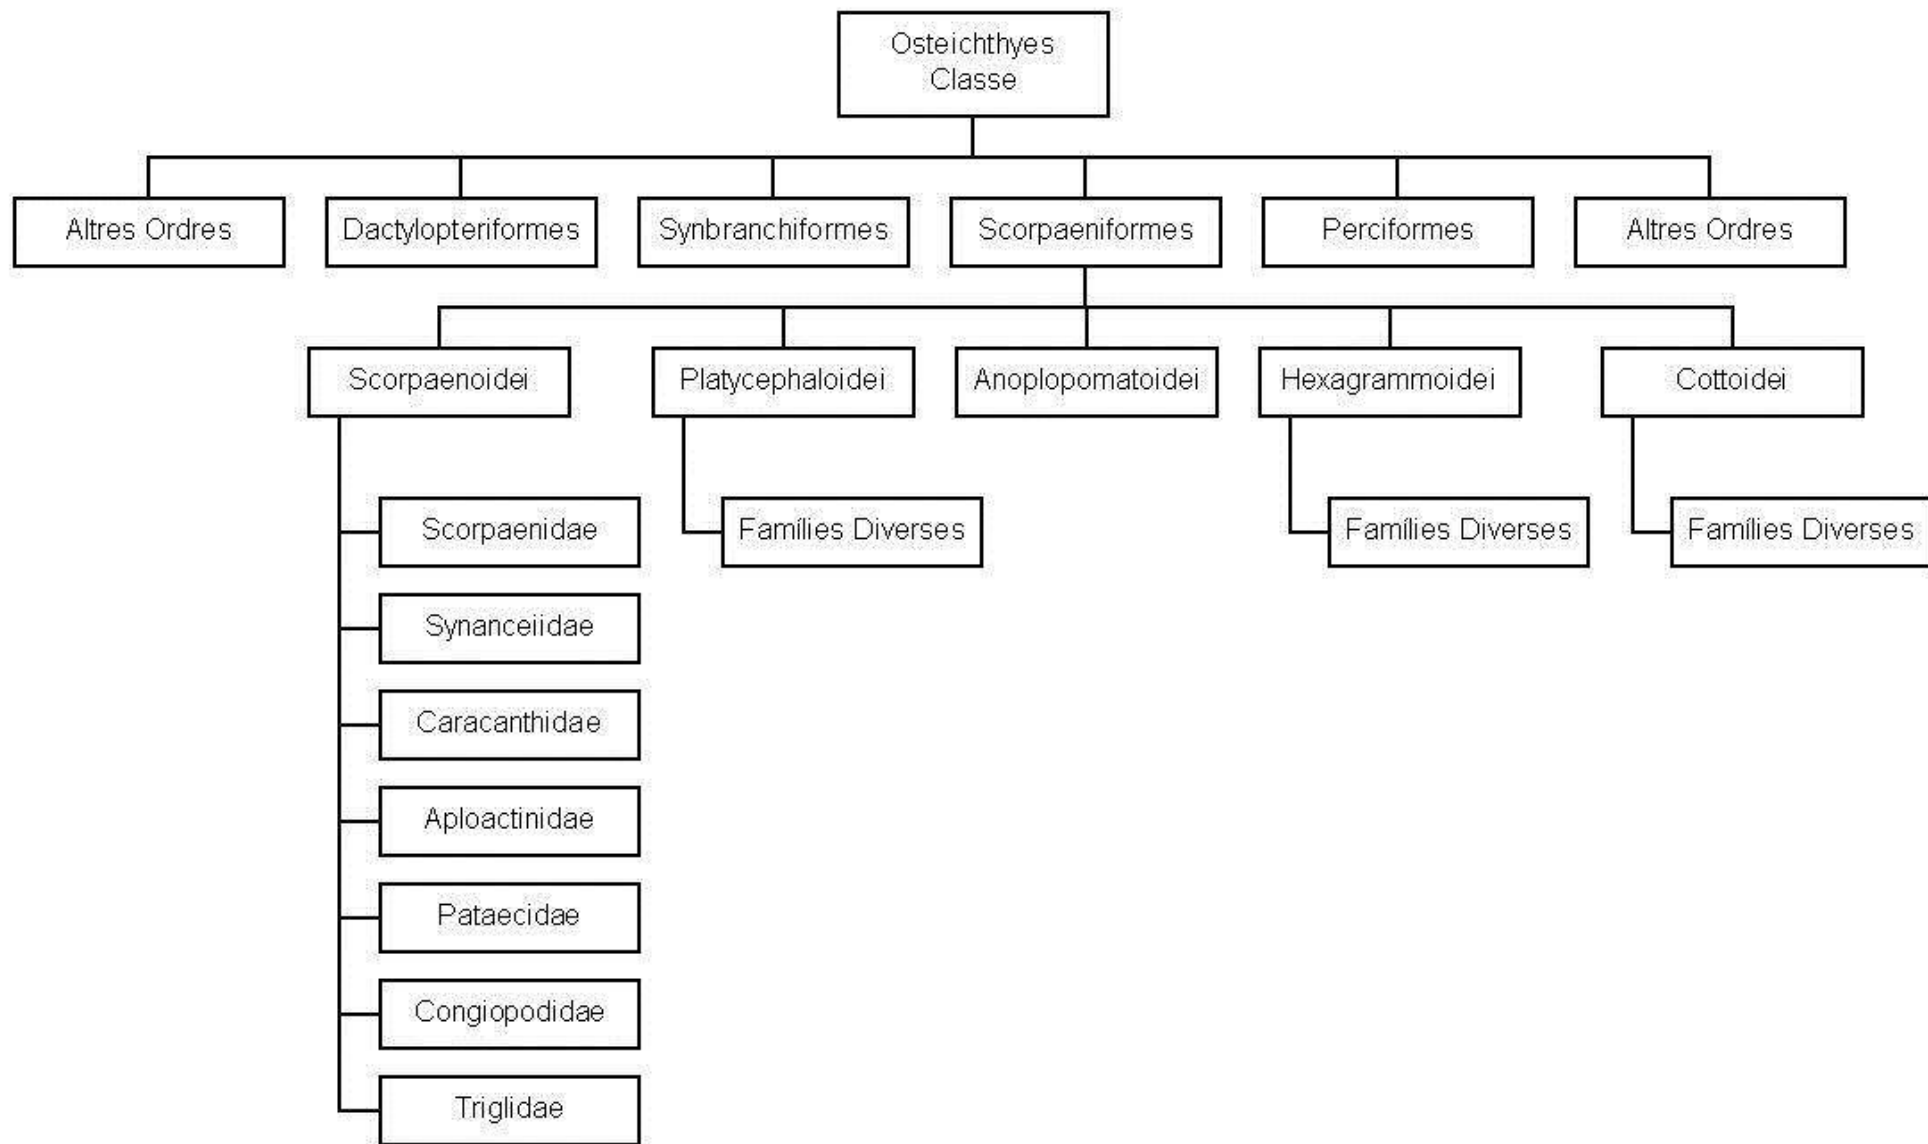 Osteichthyes
Classe
Altres Ordres
Dactylopteriformes
Synbranchiformes
Scorpaeniformes
Perciformes
Altres Ordres
Scorpaenoidei
Platycephaloidei
Anoplopomatoidei
Hexagrammoidei
Cottoidei
Scorpaenidae
Famílies Diverses
Famílies Diverses
Famílies Diverses
Synanceiidae
Caracanthidae
Aploactinidae
Pataecidae
Congiopodidae
Triglidae